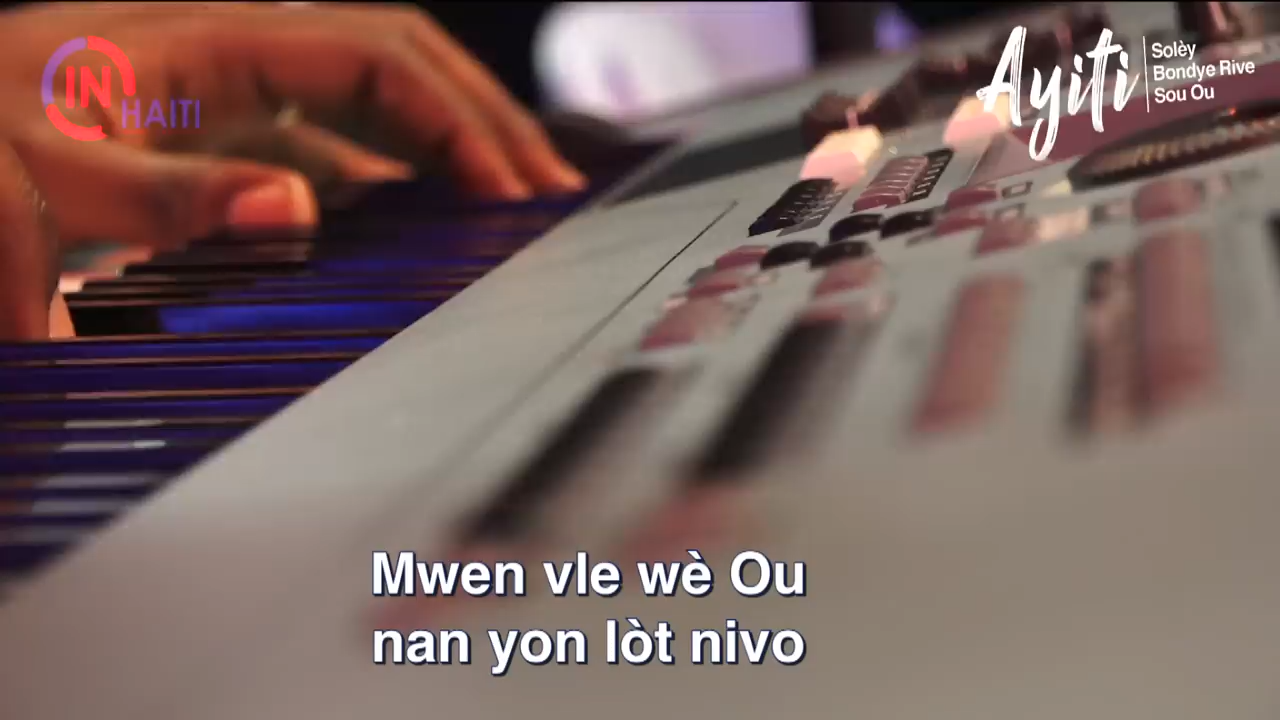 IN
HAITI
Ayiti
Solèy
Bondye Rive
Sou Ou
Mwen vle wè Ou
nan yon lòt nivo